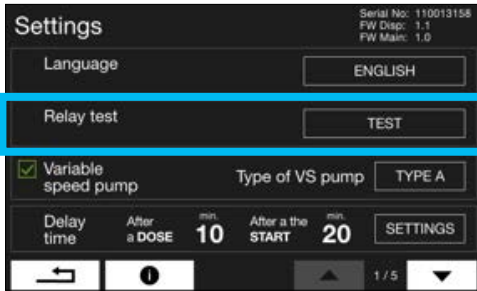 Settings
Serial No: 110013158
FW Disp: 1.1
FW Main: 1.0
Language
ENGLISH
Relay test
TEST
Variable
speed pump
Type of VS pump
TYPE A
Delay
time
After
a DOSE
min.
10
After a the
START
min.
20
SETTINGS
1/5